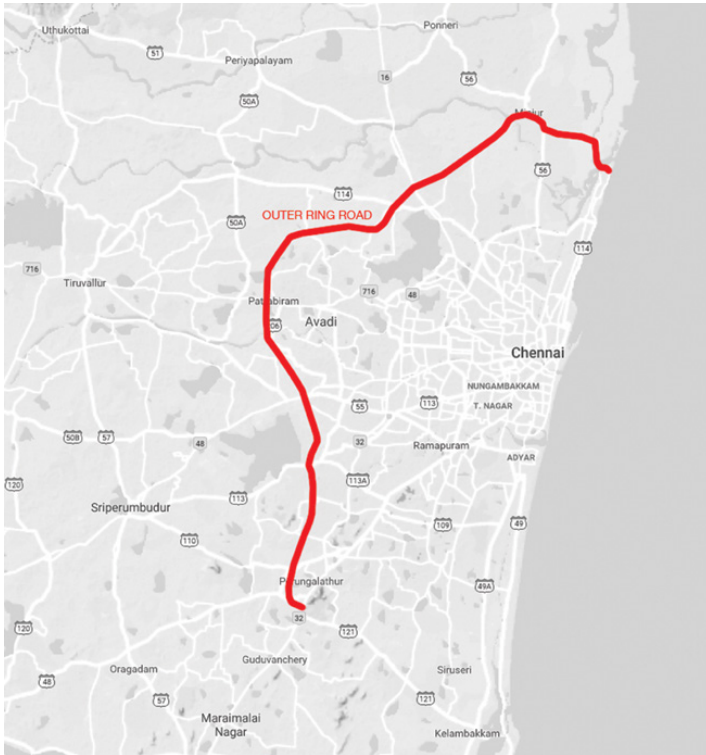 Uthukottai
Ponneri
51
Periyapalayam
16
56
50A
Minjur
56
114
OUTER RING ROAD
50A
114
716
Tiruvallur
716
48
Pattabiram
Avadi
Chennai
NUNGAMBAKKAM
55
113
T. NAGAR
50B
57
48
32
Ramapuram
ADYAR
120
113A
113
Sriperumbudur
109
49
110
Perungalathur
49A
32
120
121
Guduvanchery
Oragadam
Siruseri
48
57
121
Maraimalai
Nagar
Kelambakkam